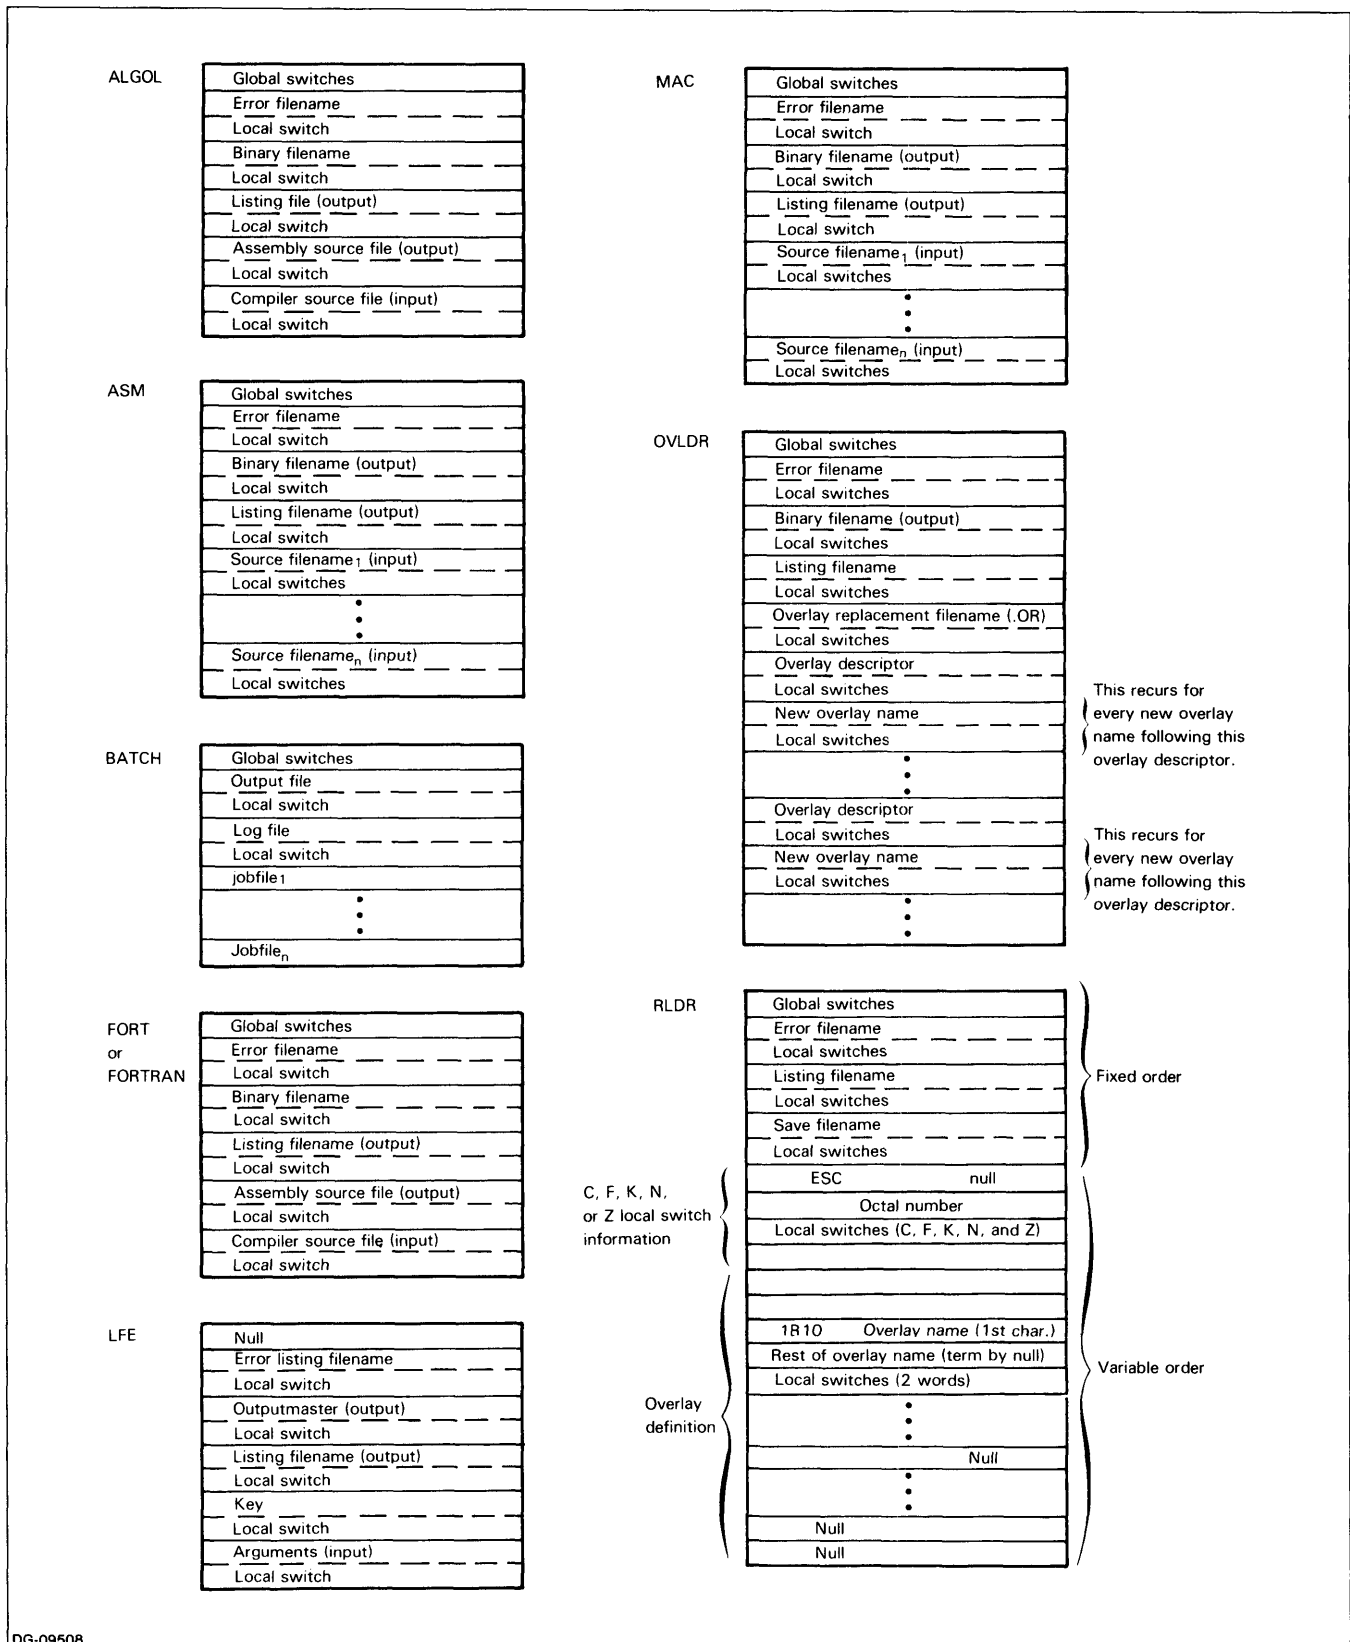 ALGOL
Global switches
Error filename
Local switch
Binary filename
Local switch
Listing file (output)
Local switch
Assembly source file (output)
Local switch
Compiler source file (input)
Local switch
ASM
Global switches
Error filename
Local switch
Binary filename (output)
Local switch
Listing filename (output)
Local switch
Source filename1 (input)
Local switches
Source filenamen (input)
Local switches
BATCH
Global switches
Output file
Local switch
Log file
Local switch
jobfile1
Jobfilen
FORT
or
FORTRAN
Global switches
Error filename
Local switch
Binary filename
Local switch
Listing filename (output)
Local switch
Assembly source file (output)
Local switch
Compiler source file (input)
Local switch
LFE
Null
Error listing filename
Local switch
Outputmaster (output)
Local switch
Listing filename (output)
Local switch
Key
Local switch
Arguments (input)
Local switch
MAC
Global switches
Error filename
Local switch
Binary filename (output)
Local switch
Listing filename (output)
Local switch
Source filename1 (input)
Local switches
Source filenamen (input)
Local switches
OVLDR
Global switches
Error filename
Local switches
Binary filename (output)
Local switches
Listing filename
Local switches
Overlay replacement filename (.OR)
Local switches
Overlay descriptor
Local switches
New overlay name
Local switches
This recurs for
every new overlay
name following this
overlay descriptor.
Overlay descriptor
Local switches
New overlay name
Local switches
This recurs for
every new overlay
name following this
overlay descriptor.
RLDR
Global switches
Error filename
Local switches
Listing filename
Local switches
Save filename
Local switches
Fixed order
ESC null
Octal number
Local switches (C, F, K, N, and Z)
C, F, K, N,
or Z local switch
information
1R10 Overlay name (1st char.)
Rest of overlay name (term by null)
Local switches (2 words)
Null
Null
Null
Overlay
definition
Variable order
DG-09508